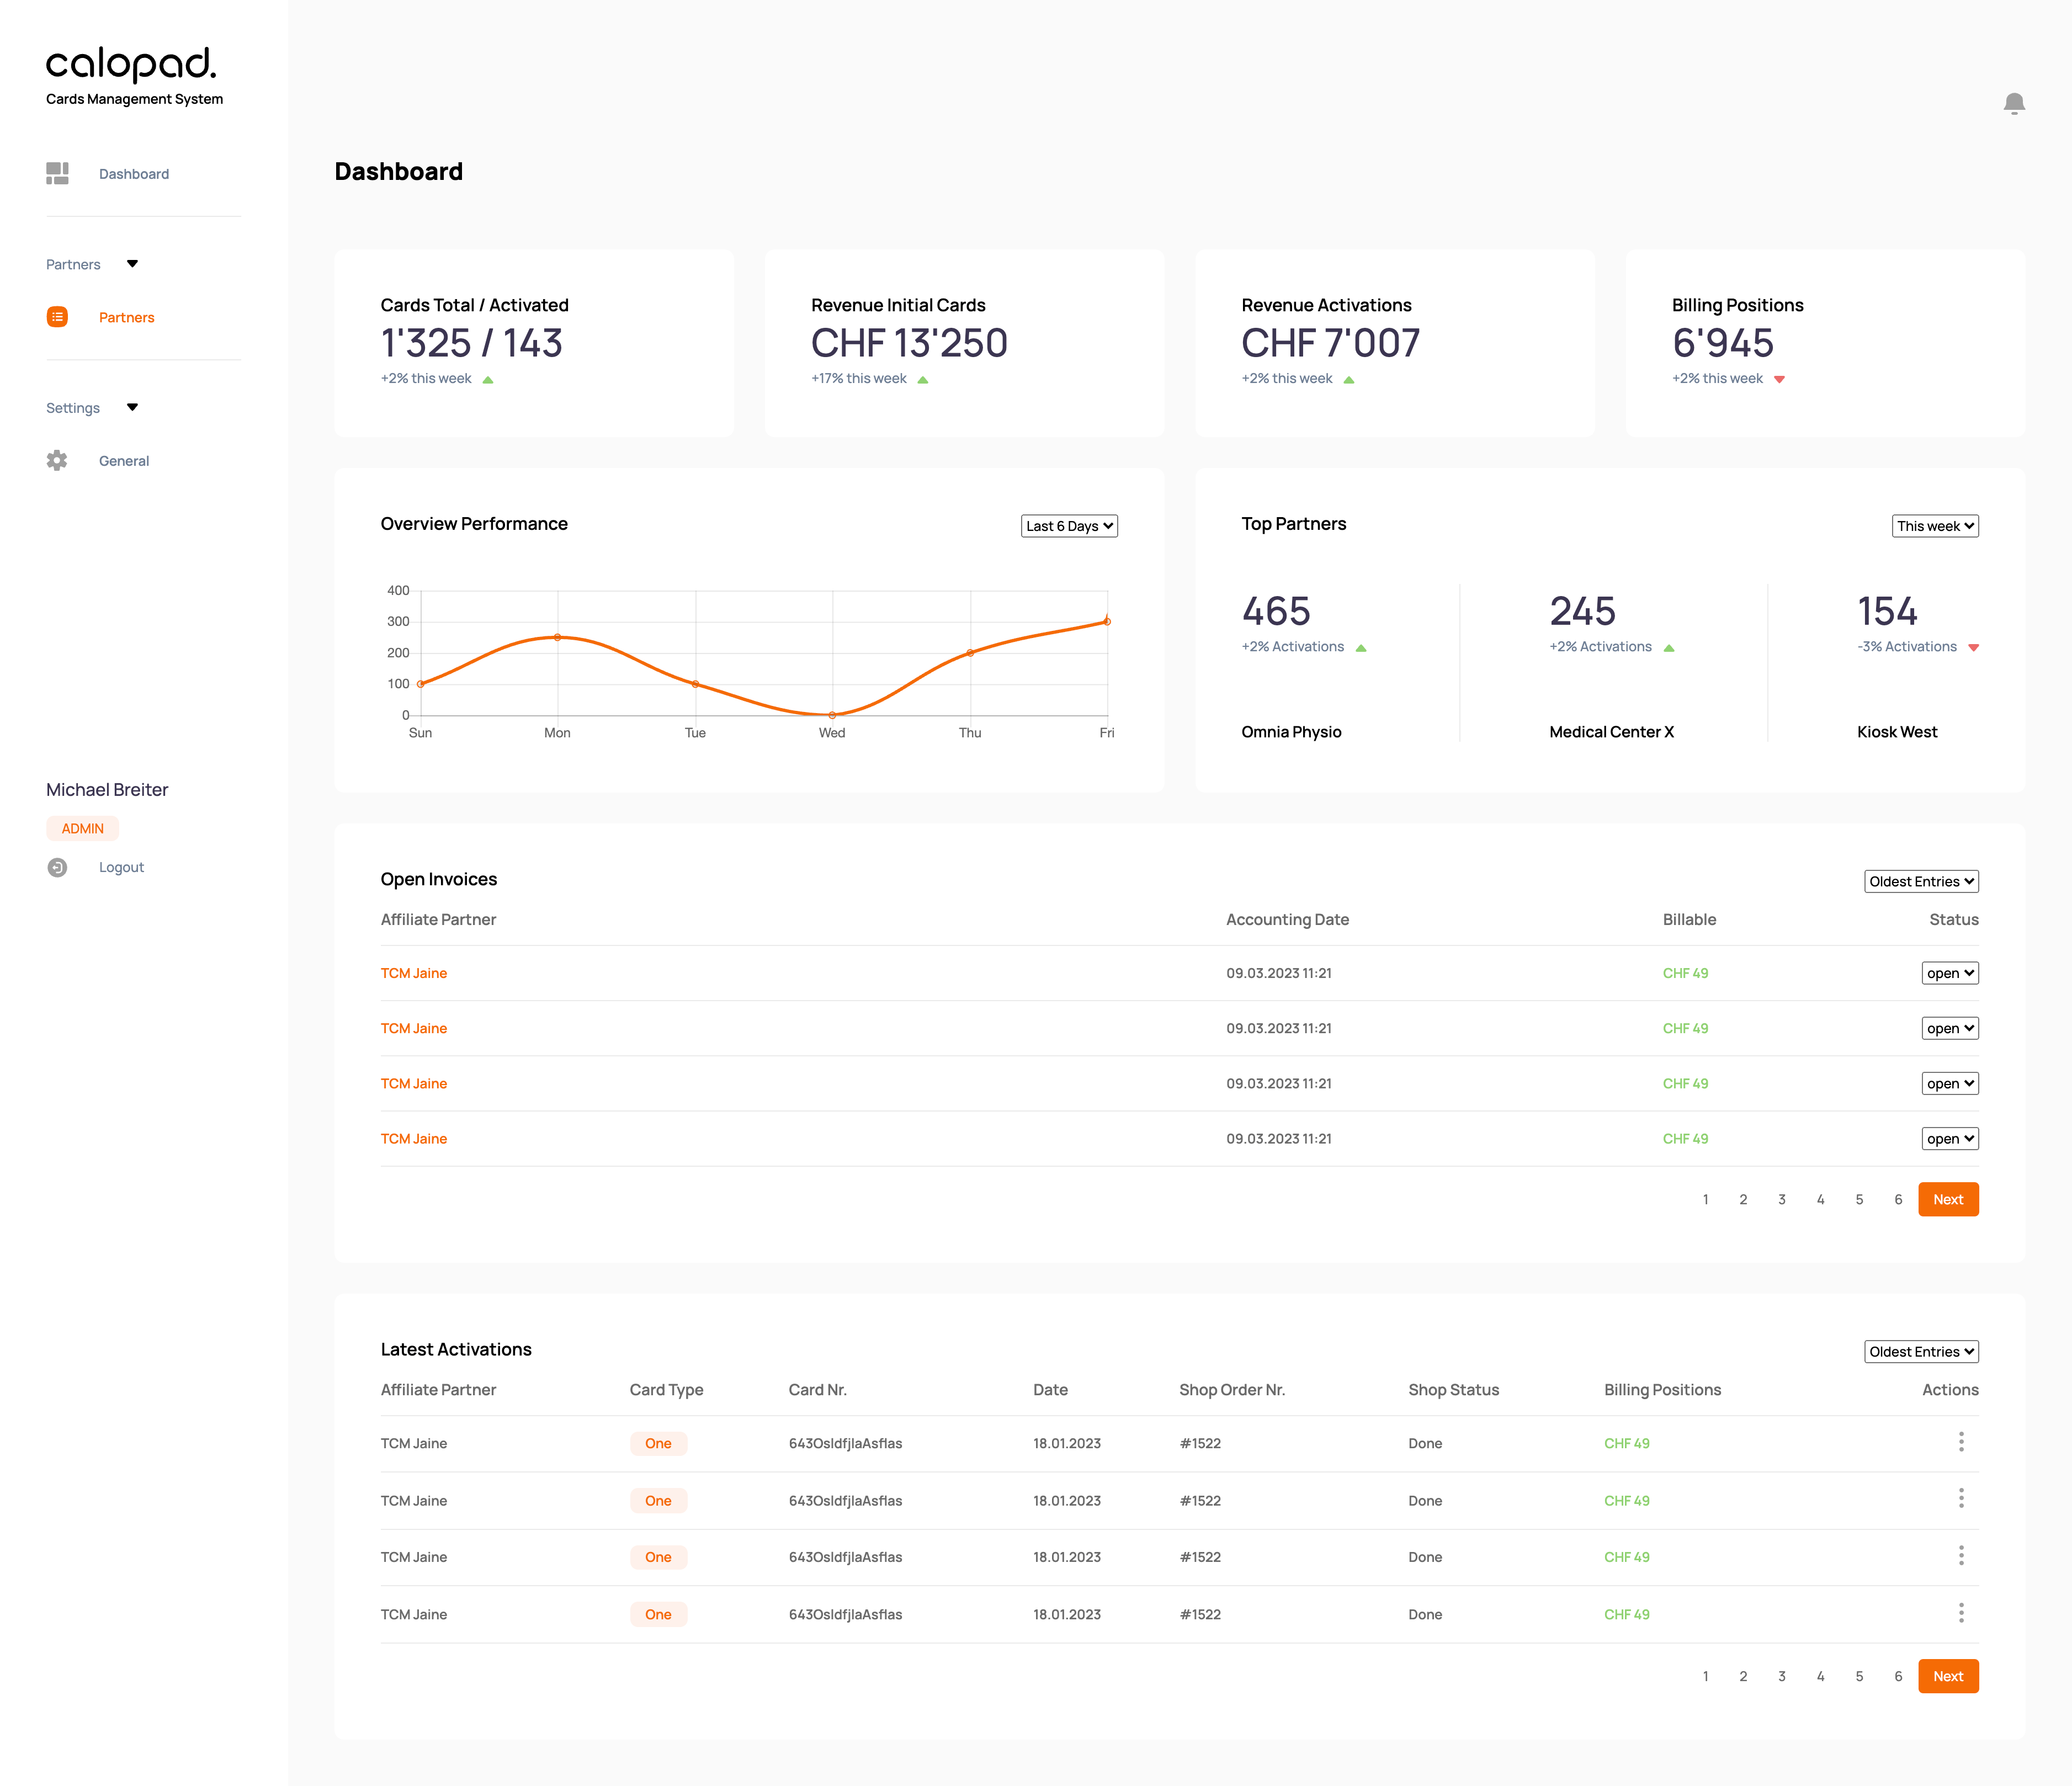 calopad.
Cards Management System
Dashboard
Partners
Partners
Settings
General
Michael Breiter
ADMIN
Logout
Dashboard
Cards Total / Activated
1'325 / 143
+2% this week
Revenue Initial Cards
CHF 13'250
+17% this week
Revenue Activations
CHF 7'007
+2% this week
Billing Positions
6'945
+2% this week
Overview Performance
Last 6 Days
400
300
200
100
0
Sun Mon Tue Wed Thu Fri
Top Partners
This week
465
+2% Activations
Omnia Physio
245
+2% Activations
Medical Center X
154
-3% Activations
Kiosk West
Open Invoices
Oldest Entries
Affiliate Partner Accounting Date Billable Status
TCM Jaine 09.03.2023 11:21 CHF 49 open
TCM Jaine 09.03.2023 11:21 CHF 49 open
TCM Jaine 09.03.2023 11:21 CHF 49 open
TCM Jaine 09.03.2023 11:21 CHF 49 open
1 2 3 4 5 6 Next
Latest Activations
Oldest Entries
Affiliate Partner Card Type Card Nr. Date Shop Order Nr. Shop Status Billing Positions Actions
TCM Jaine One 643OsldfjlaAsflas 18.01.2023 #1522 Done CHF 49
TCM Jaine One 643OsldfjlaAsflas 18.01.2023 #1522 Done CHF 49
TCM Jaine One 643OsldfjlaAsflas 18.01.2023 #1522 Done CHF 49
TCM Jaine One 643OsldfjlaAsflas 18.01.2023 #1522 Done CHF 49
1 2 3 4 5 6 Next